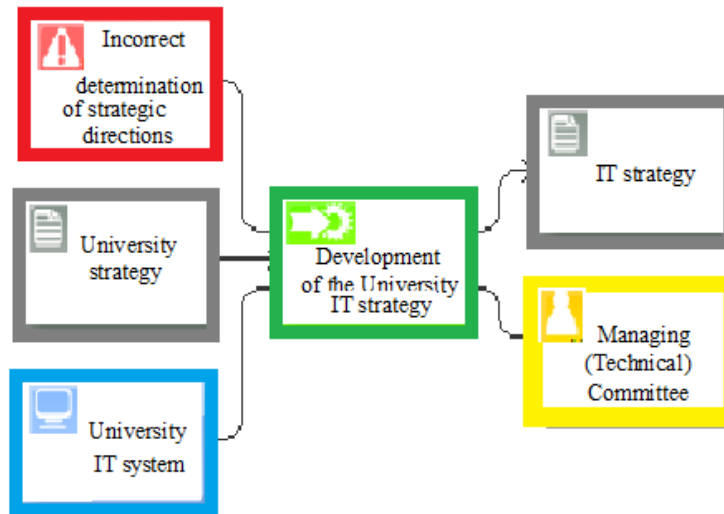 Incorrect
determination
of strategic
directions
University
strategy
University
IT system
Development
of the University
IT strategy
IT strategy
Managing
(Technical)
Committee